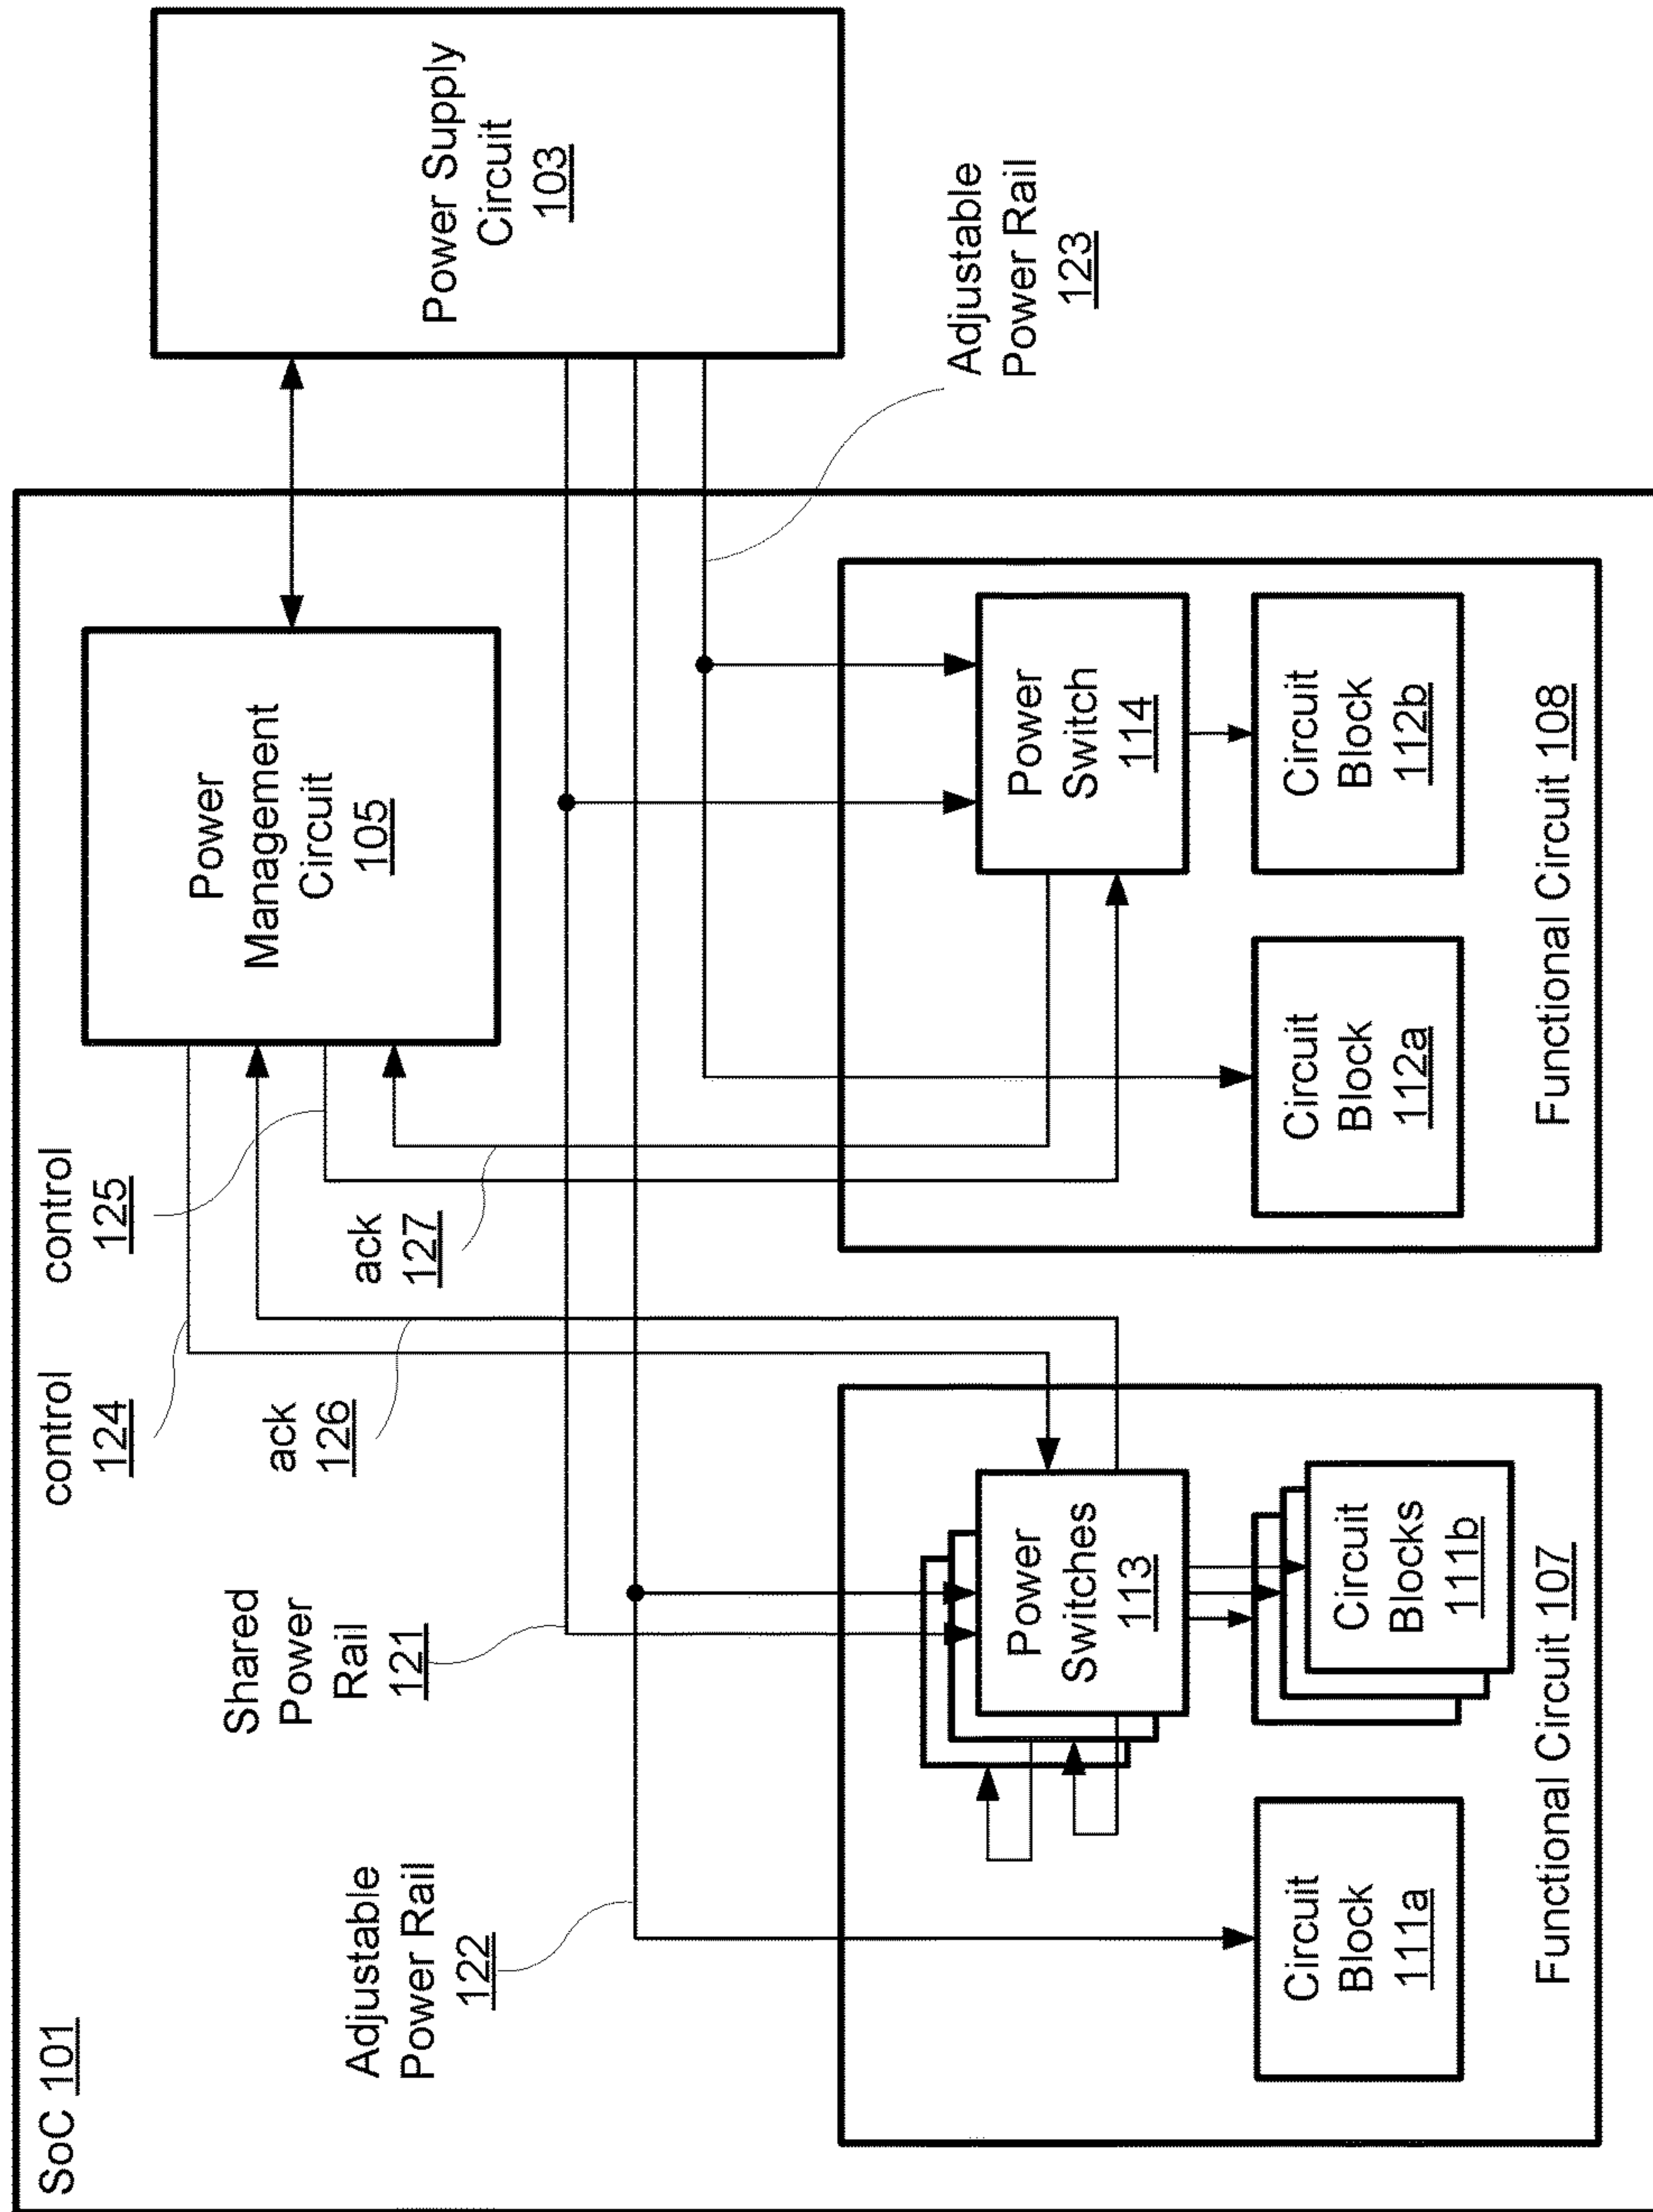 SoC 101
control
124
control
125
ack
126
ack
127
Power
Management
Circuit
105
Power Supply
Circuit
103
Shared
Power
Rail
121
Adjustable
Power Rail
122
Adjustable
Power Rail
123
Power
Switches
113
Circuit
Block
111a
Circuit
Blocks
111b
Functional Circuit 107
Power
Switch
114
Circuit
Block
112a
Circuit
Block
112b
Functional Circuit 108